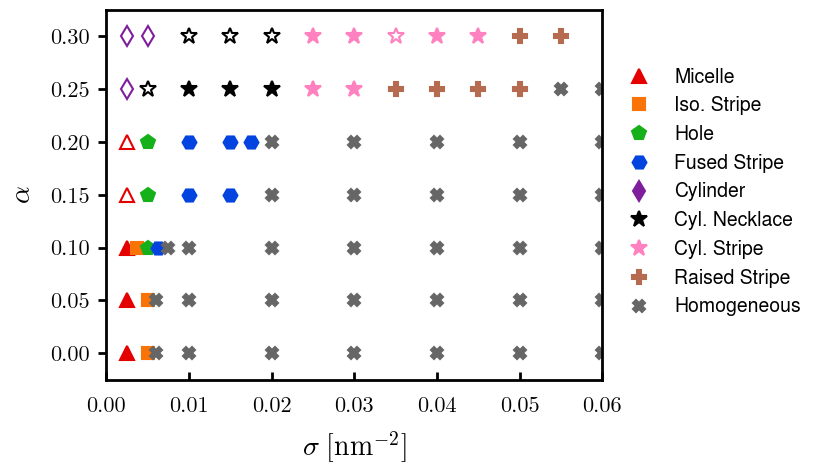 0.30
0.25
0.20
0.15
0.10
0.05
0.00
α
0.00 0.01 0.02 0.03 0.04 0.05 0.06
σ [nm⁻²]
Micelle
Iso. Stripe
Hole
Fused Stripe
Cylinder
Cyl. Necklace
Cyl. Stripe
Raised Stripe
Homogeneous